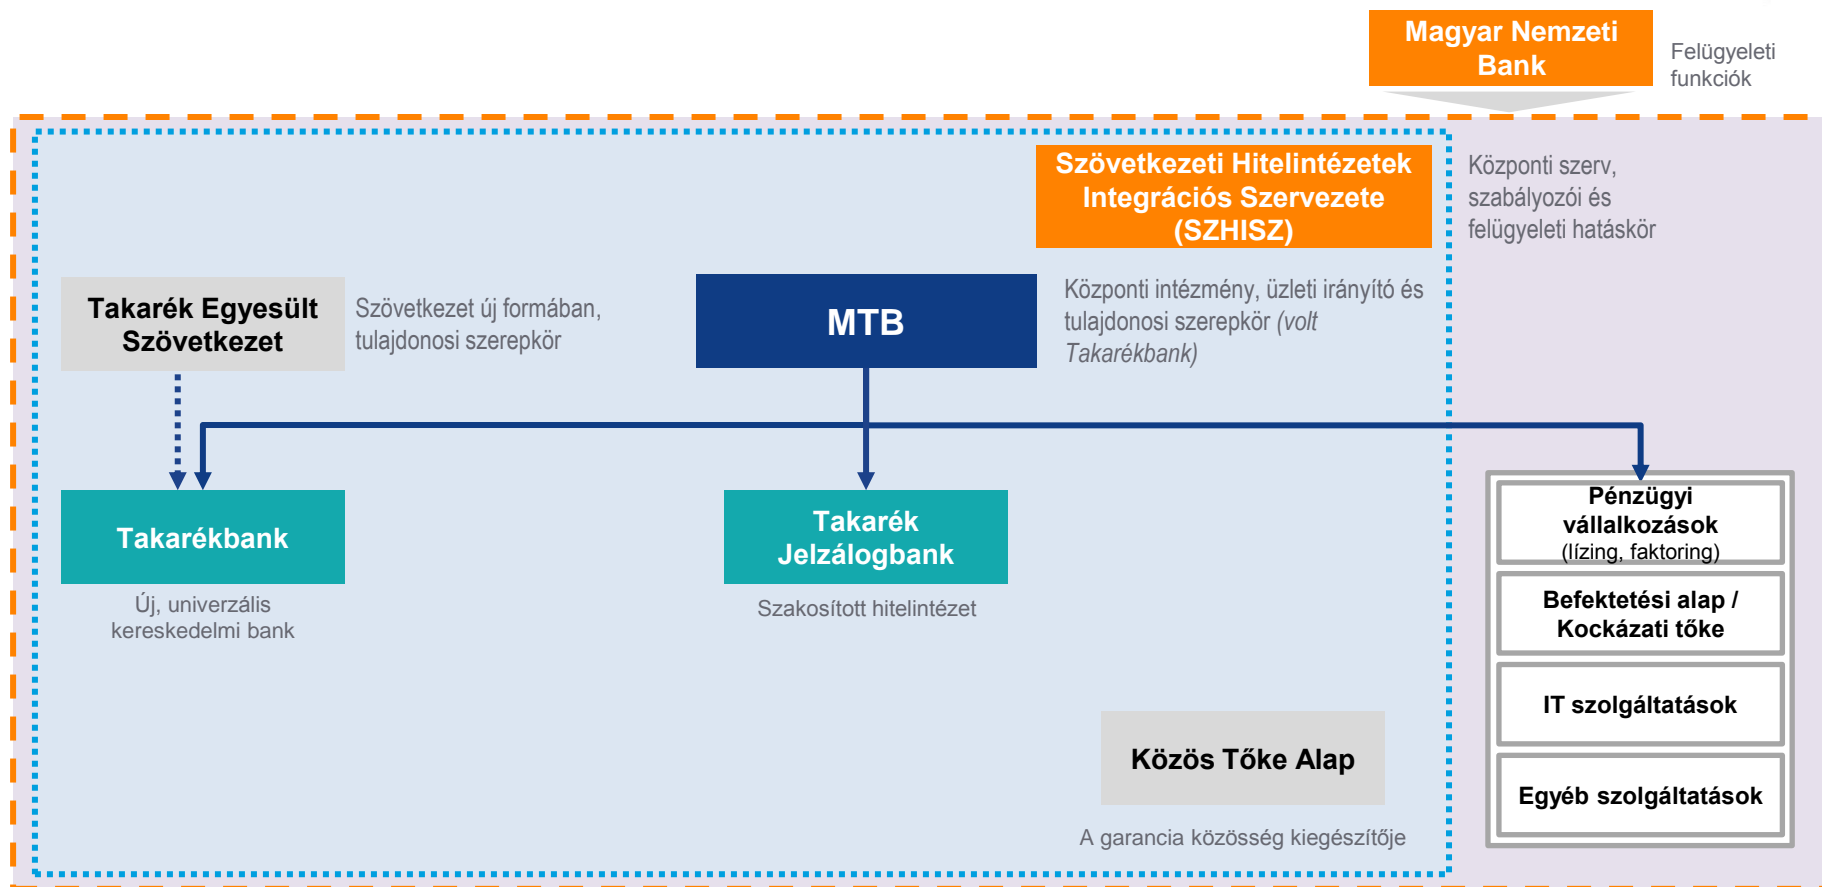 Magyar Nemzeti
Bank
Felügyeleti
funkciók
Szövetkezeti Hitelintézetek
Integrációs Szervezete
(SZHISZ)
Központi szerv,
szabályozói és
felügyeleti hatáskör
Takarék Egyesült
Szövetkezet
Szövetkezet új formában,
tulajdonosi szerepkör
MTB
Központi intézmény, üzleti irányító és
tulajdonosi szerepkör (volt
Takarékbank)
Takarékbank
Új, univerzális
kereskedelmi bank
Takarék
Jelzálogbank
Szakosított hitelintézet
Pénzügyi
vállalkozások
(lízing, faktoring)
Befektetési alap /
Kockázati tőke
IT szolgáltatások
Egyéb szolgáltatások
Közös Tőke Alap
A garancia közösség kiegészítője